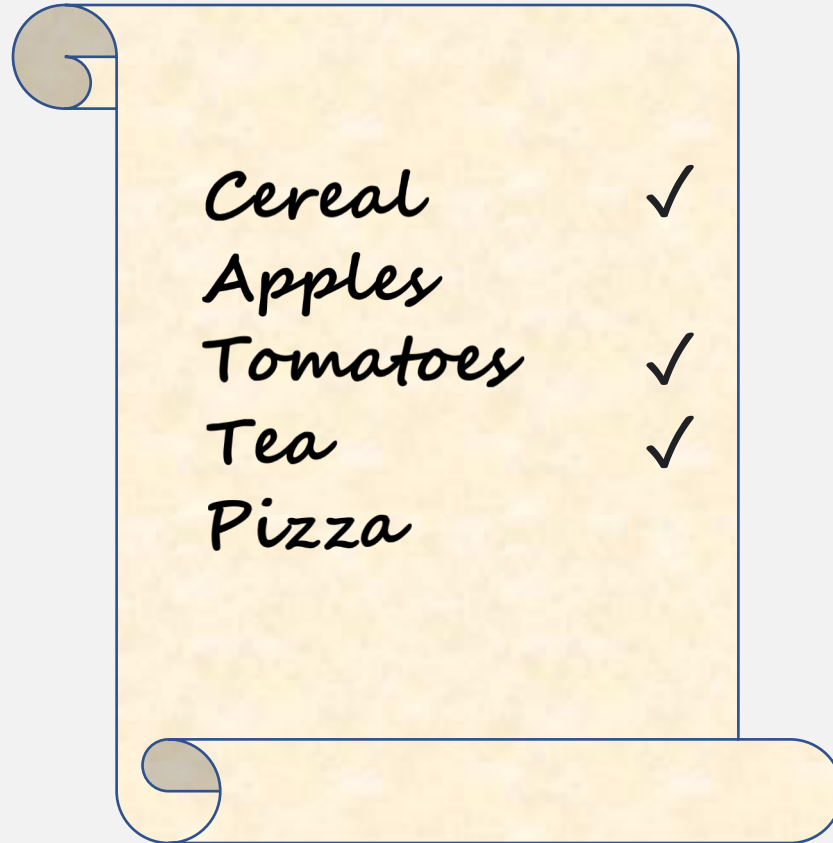 Cereal ✓
Apples
Tomatoes ✓
Tea ✓
Pizza